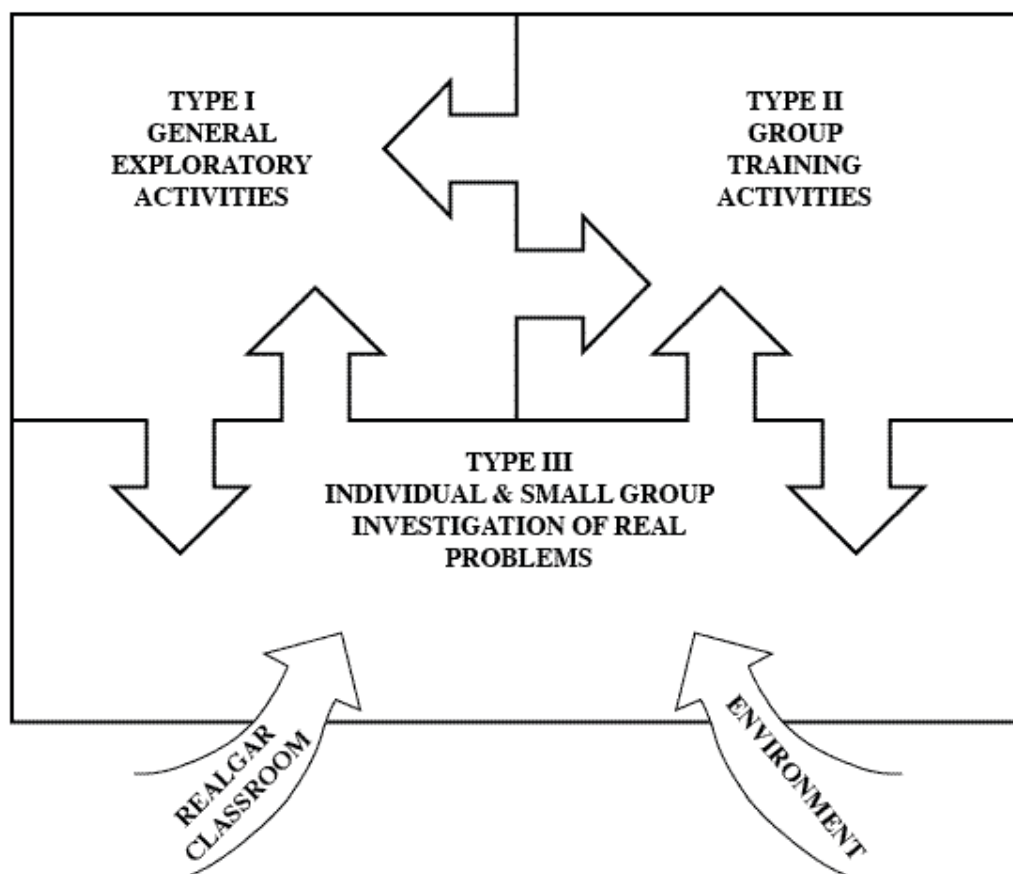 TYPE I
GENERAL
EXPLORATORY
ACTIVITIES
TYPE II
GROUP
TRAINING
ACTIVITIES
TYPE III
INDIVIDUAL & SMALL GROUP
INVESTIGATION OF REAL
PROBLEMS
REALGAR
CLASSROOM
ENVIRONMENT